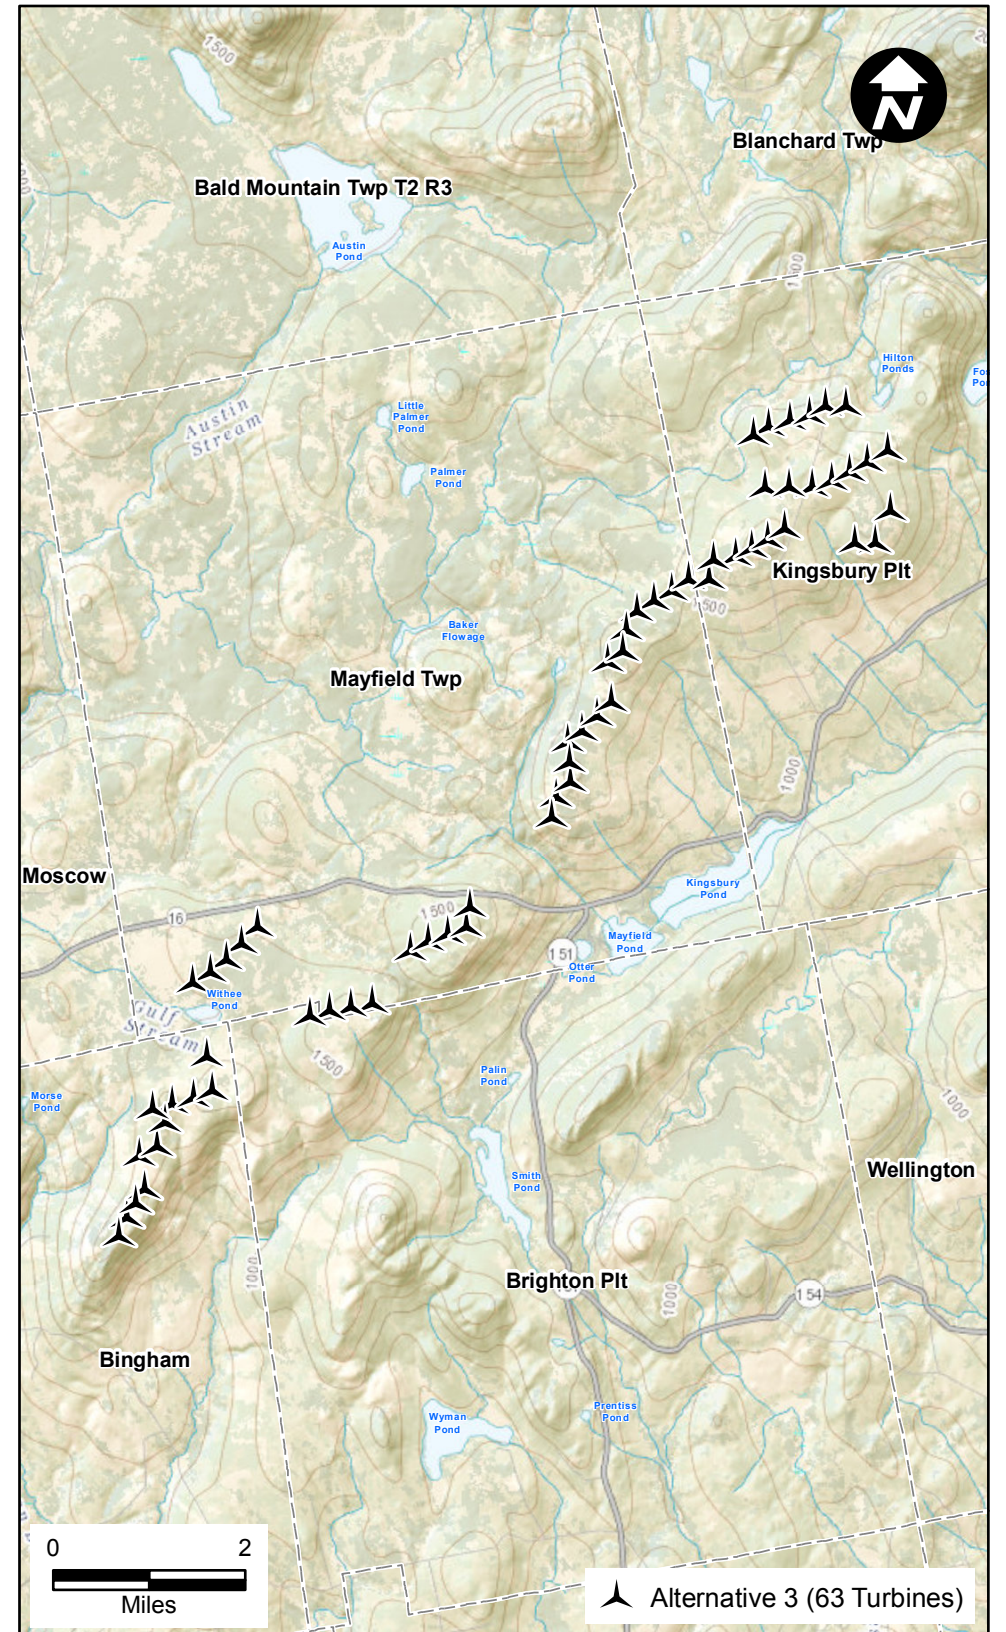 1500
N
Blanchard Twp
Bald Mountain Twp T2 R3
Austin
Pond
Hilton
Ponds
Little
Palmer
Pond
Austin
Stream
Palmer
Pond
Kingsbury Plt
Baker
Flowage
Mayfield Twp
1000
Moscow
Kingsbury
Pond
1500
16
Mayfield
Pond
151
Otter
Pond
Withee
Pond
Gulf
Stream
1500
Palin
Pond
Morse
Pond
1000
Wellington
Smith
Pond
1000
Brighton Plt
1000
154
Bingham
Wyman
Pond
Prentiss
Pond
0 2
Miles
Alternative 3 (63 Turbines)